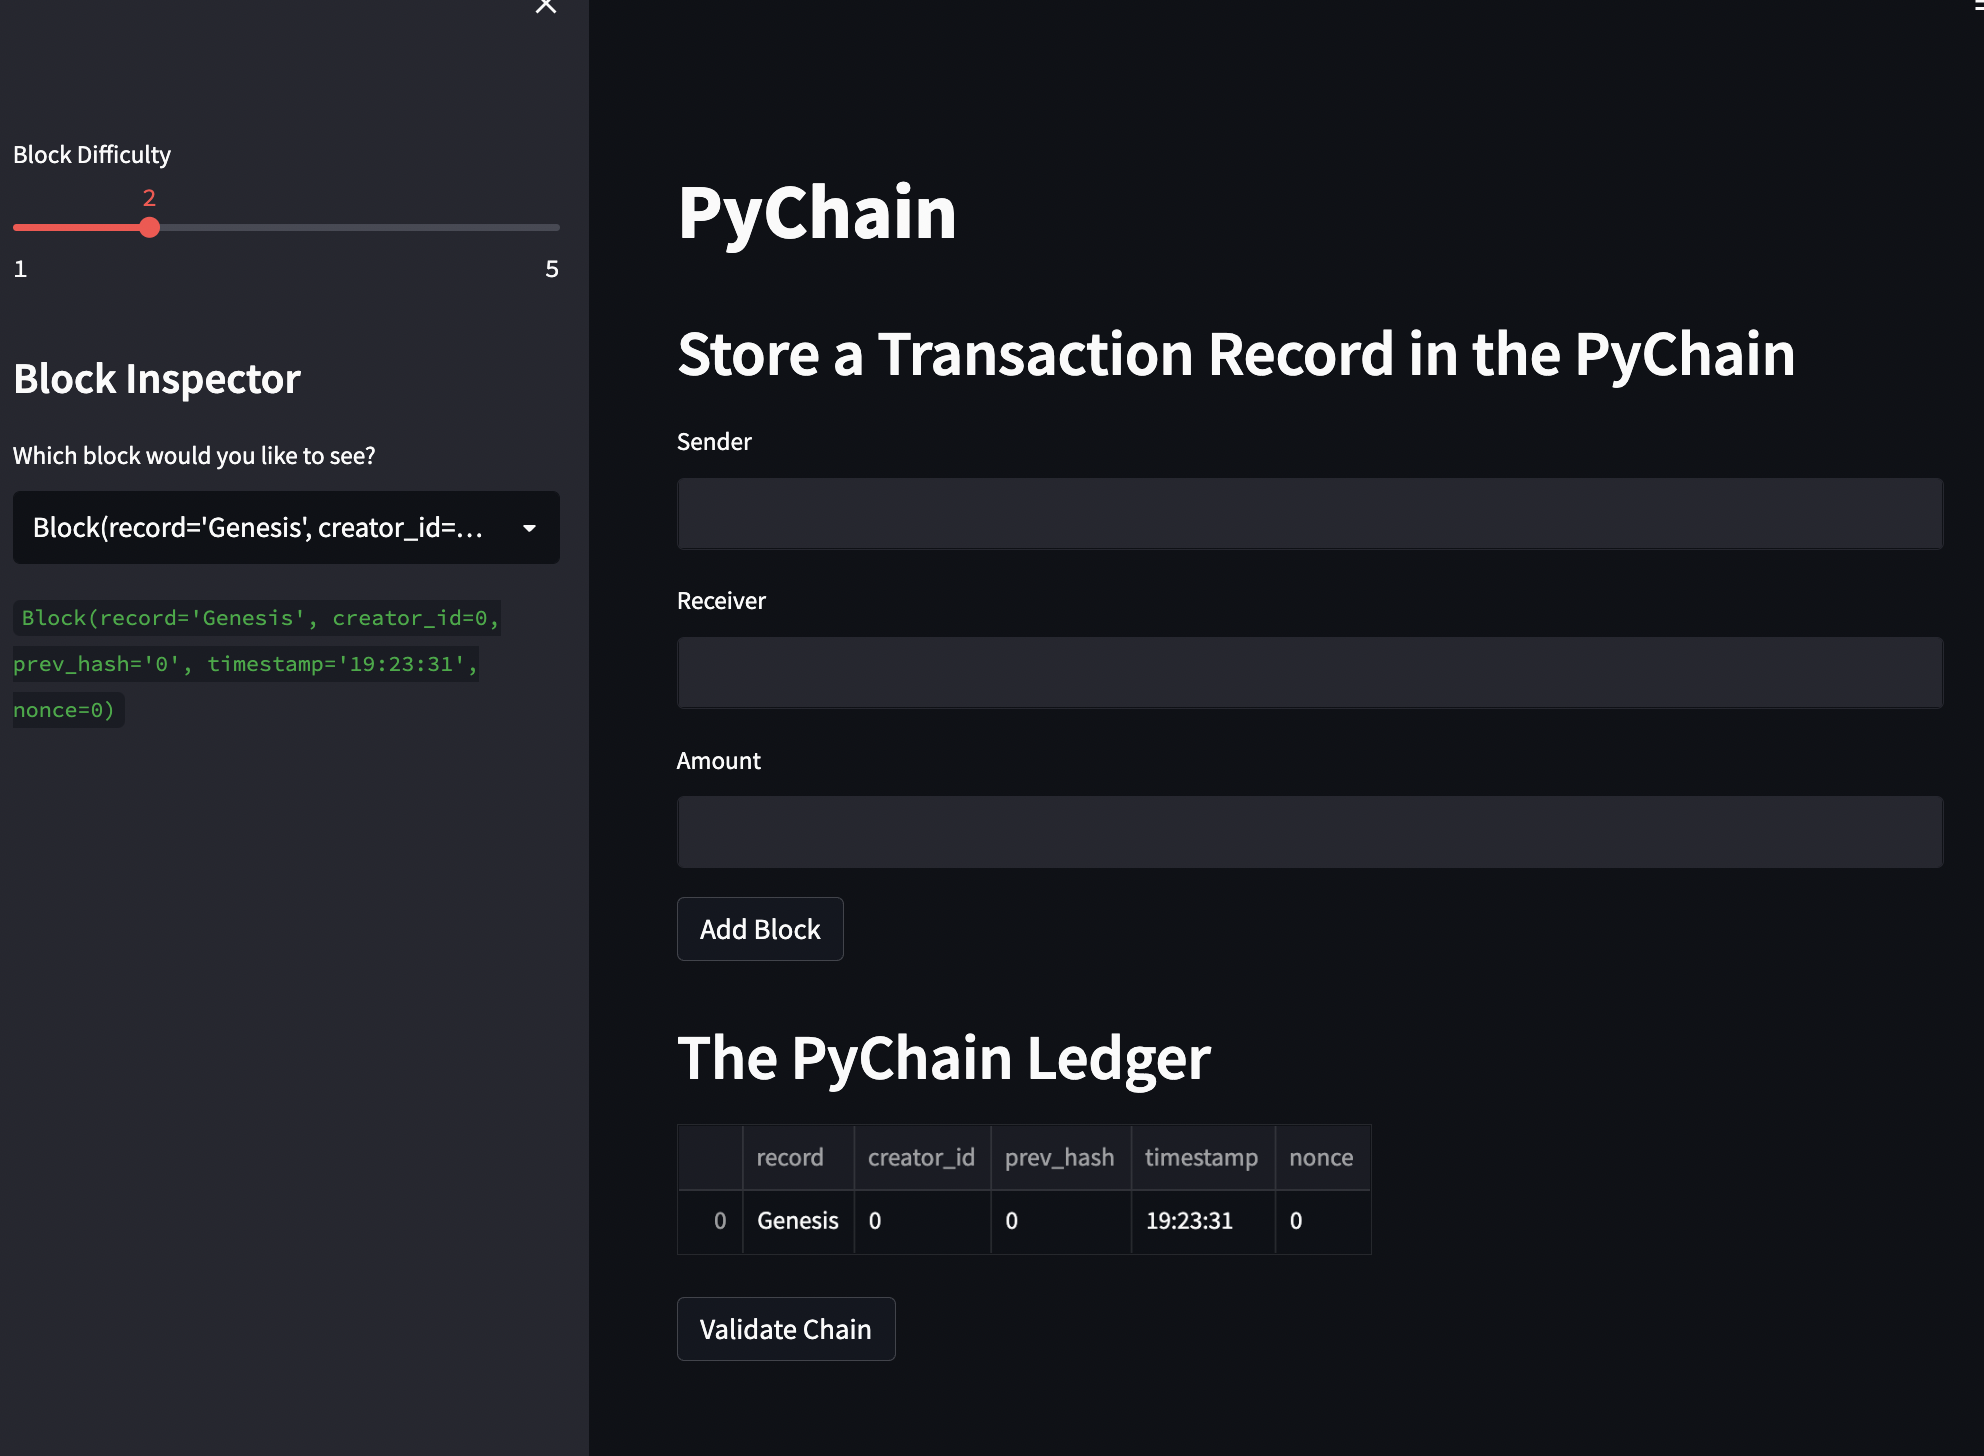 Block Difficulty
2
1 5
Block Inspector
Which block would you like to see?
Block(record='Genesis', creator_id=...
Block(record='Genesis', creator_id=0,
prev_hash='0', timestamp='19:23:31',
nonce=0)
PyChain
Store a Transaction Record in the PyChain
Sender
Receiver
Amount
Add Block
The PyChain Ledger
record creator_id prev_hash timestamp nonce
0 Genesis 0 0 19:23:31 0
Validate Chain